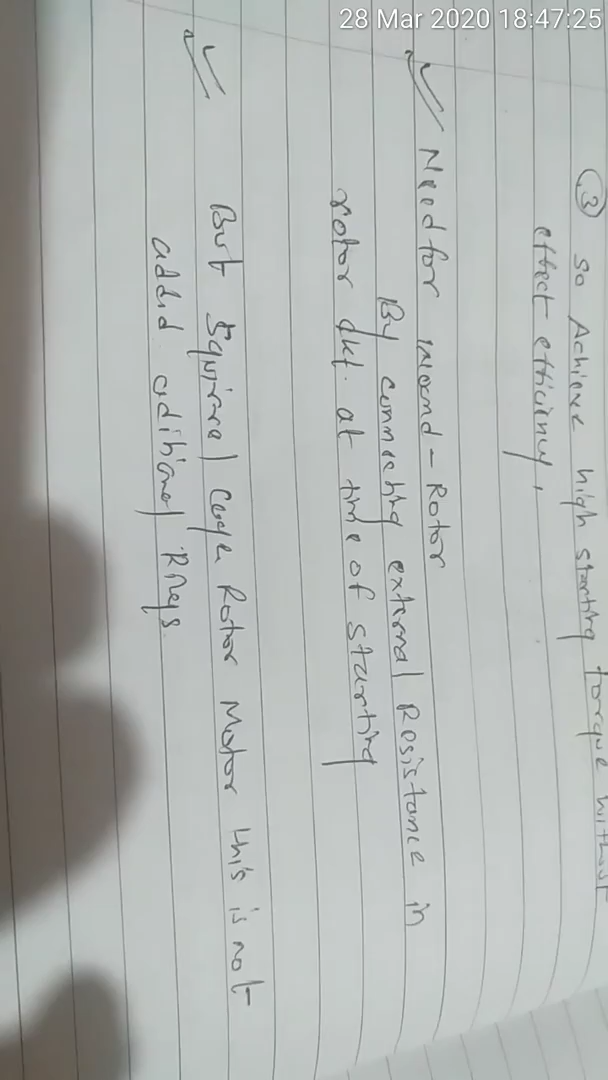 28 Mar 2020 18:47:25
(3) So Achieve high starting torque without
effect efficiency,
✓ Need for wound - Rotor
By connecting external Resistance in
rotor ckt. at time of starting
✓ But Squirrel Cage Rotor Motor this is not
added aditional Rings